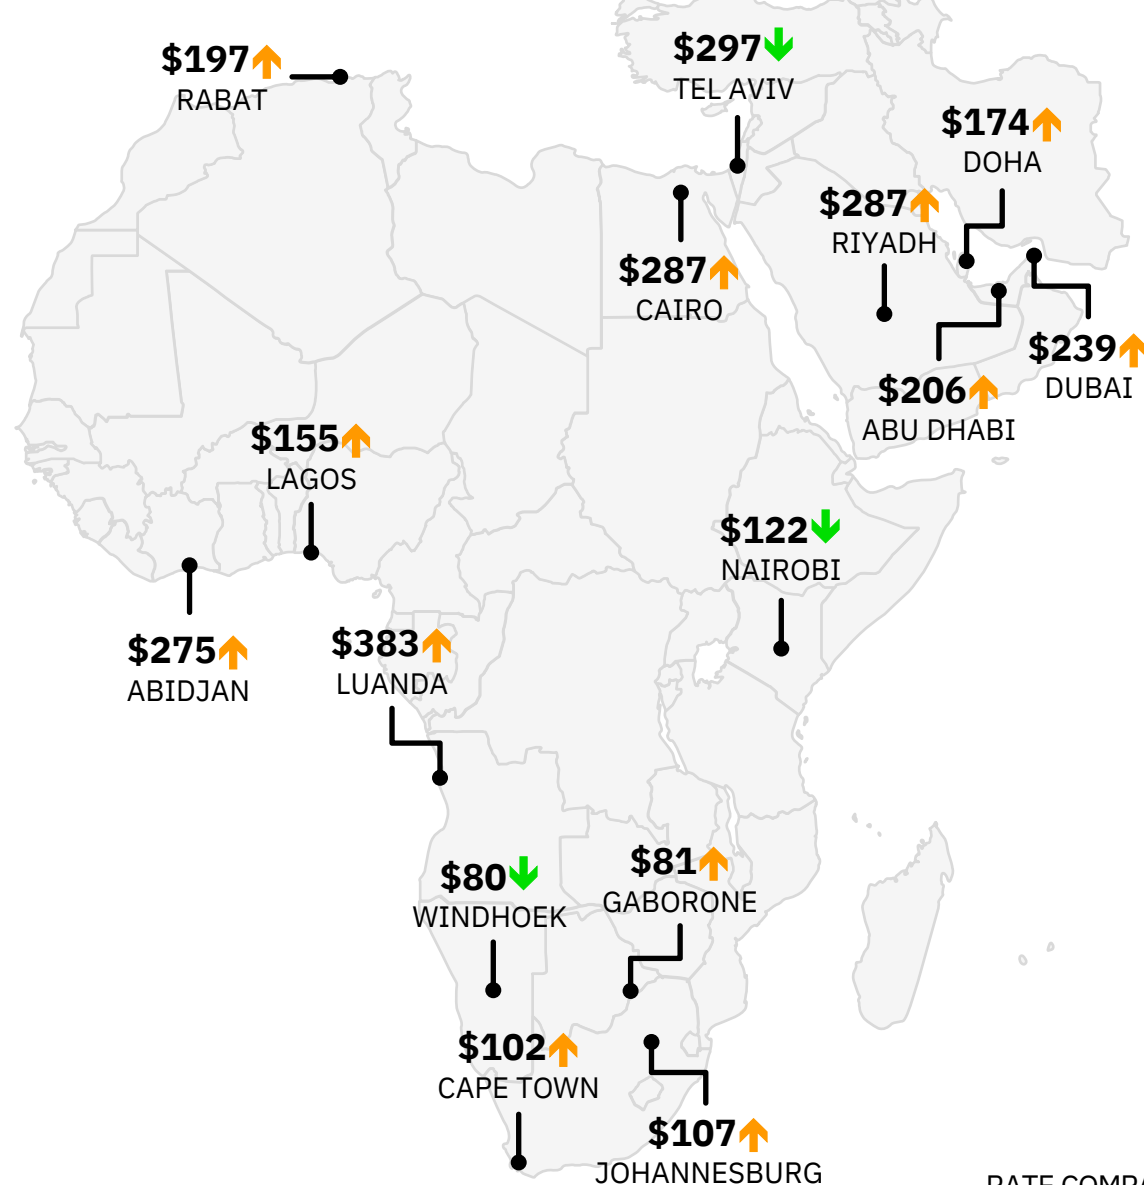 $197
RABAT
$297
TEL AVIV
$174
DOHA
$287
RIYADH
$287
CAIRO
$239
DUBAI
$206
ABU DHABI
$155
LAGOS
$122
NAIROBI
$275
ABIDJAN
$383
LUANDA
$80
WINDHOEK
$81
GABORONE
$102
CAPE TOWN
$107
JOHANNESBURG
RATE